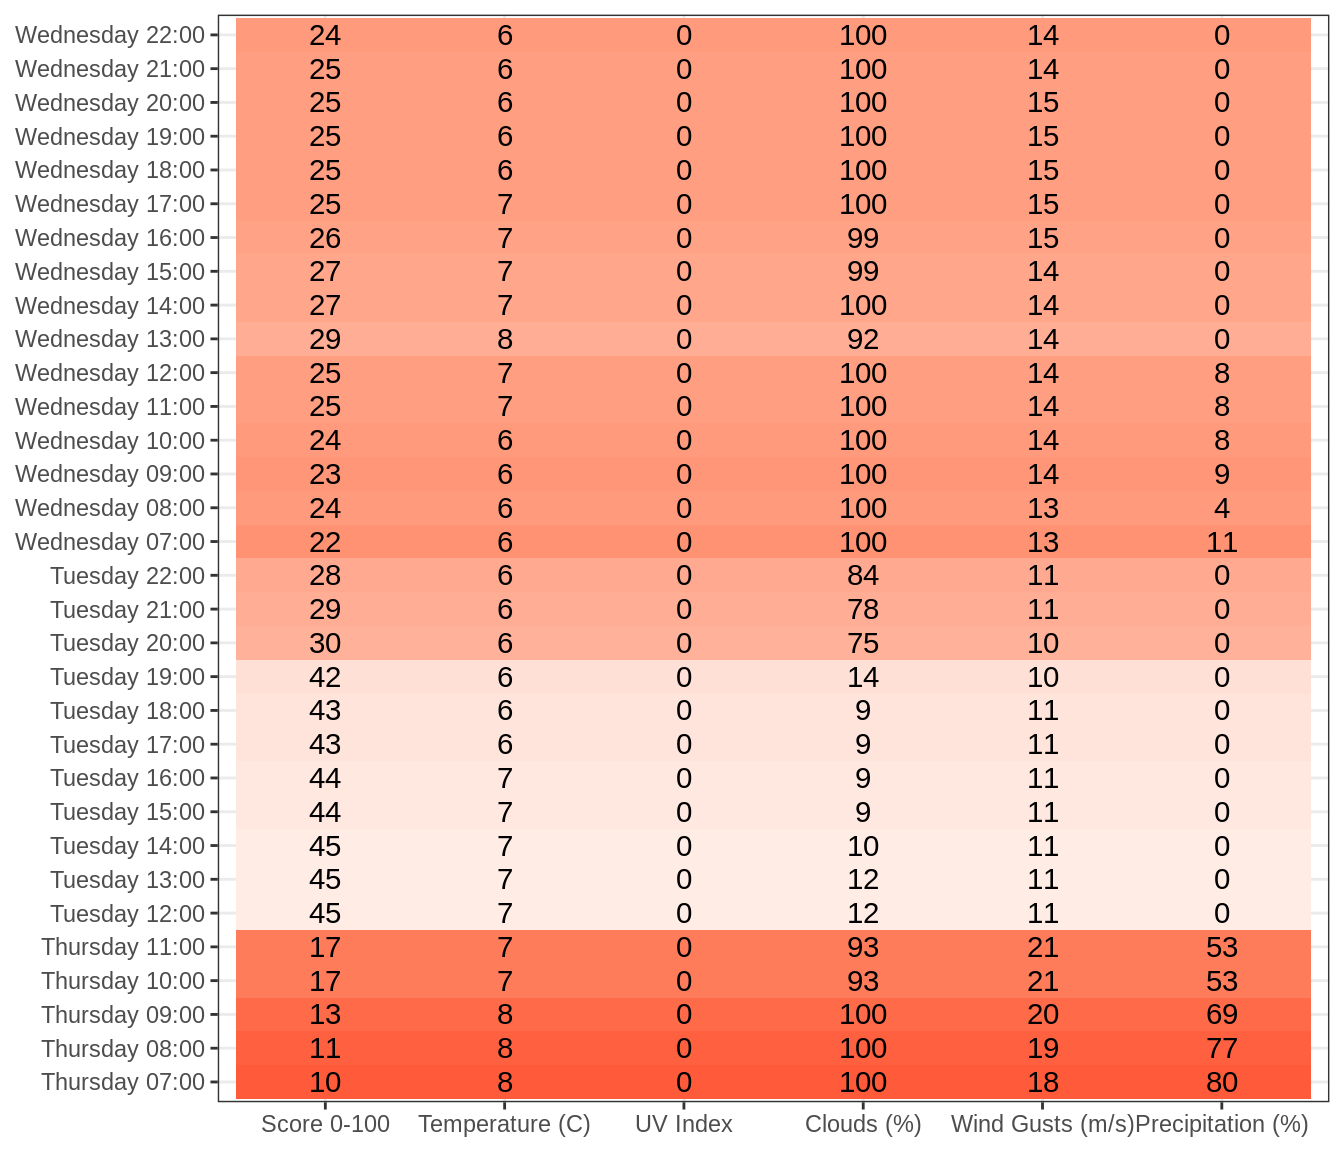 Wednesday 22:00 24 6 0 100 14 0
Wednesday 21:00 25 6 0 100 14 0
Wednesday 20:00 25 6 0 100 15 0
Wednesday 19:00 25 6 0 100 15 0
Wednesday 18:00 25 6 0 100 15 0
Wednesday 17:00 25 7 0 100 15 0
Wednesday 16:00 26 7 0 99 15 0
Wednesday 15:00 27 7 0 99 14 0
Wednesday 14:00 27 7 0 100 14 0
Wednesday 13:00 29 8 0 92 14 0
Wednesday 12:00 25 7 0 100 14 8
Wednesday 11:00 25 7 0 100 14 8
Wednesday 10:00 24 6 0 100 14 8
Wednesday 09:00 23 6 0 100 14 9
Wednesday 08:00 24 6 0 100 13 4
Wednesday 07:00 22 6 0 100 13 11
Tuesday 22:00 28 6 0 84 11 0
Tuesday 21:00 29 6 0 78 11 0
Tuesday 20:00 30 6 0 75 10 0
Tuesday 19:00 42 6 0 14 10 0
Tuesday 18:00 43 6 0 9 11 0
Tuesday 17:00 43 6 0 9 11 0
Tuesday 16:00 44 7 0 9 11 0
Tuesday 15:00 44 7 0 9 11 0
Tuesday 14:00 45 7 0 10 11 0
Tuesday 13:00 45 7 0 12 11 0
Tuesday 12:00 45 7 0 12 11 0
Thursday 11:00 17 7 0 93 21 53
Thursday 10:00 17 7 0 93 21 53
Thursday 09:00 13 8 0 100 20 69
Thursday 08:00 11 8 0 100 19 77
Thursday 07:00 10 8 0 100 18 80
Score 0-100 Temperature (C) UV Index Clouds (%) Wind Gusts (m/s) Precipitation (%)